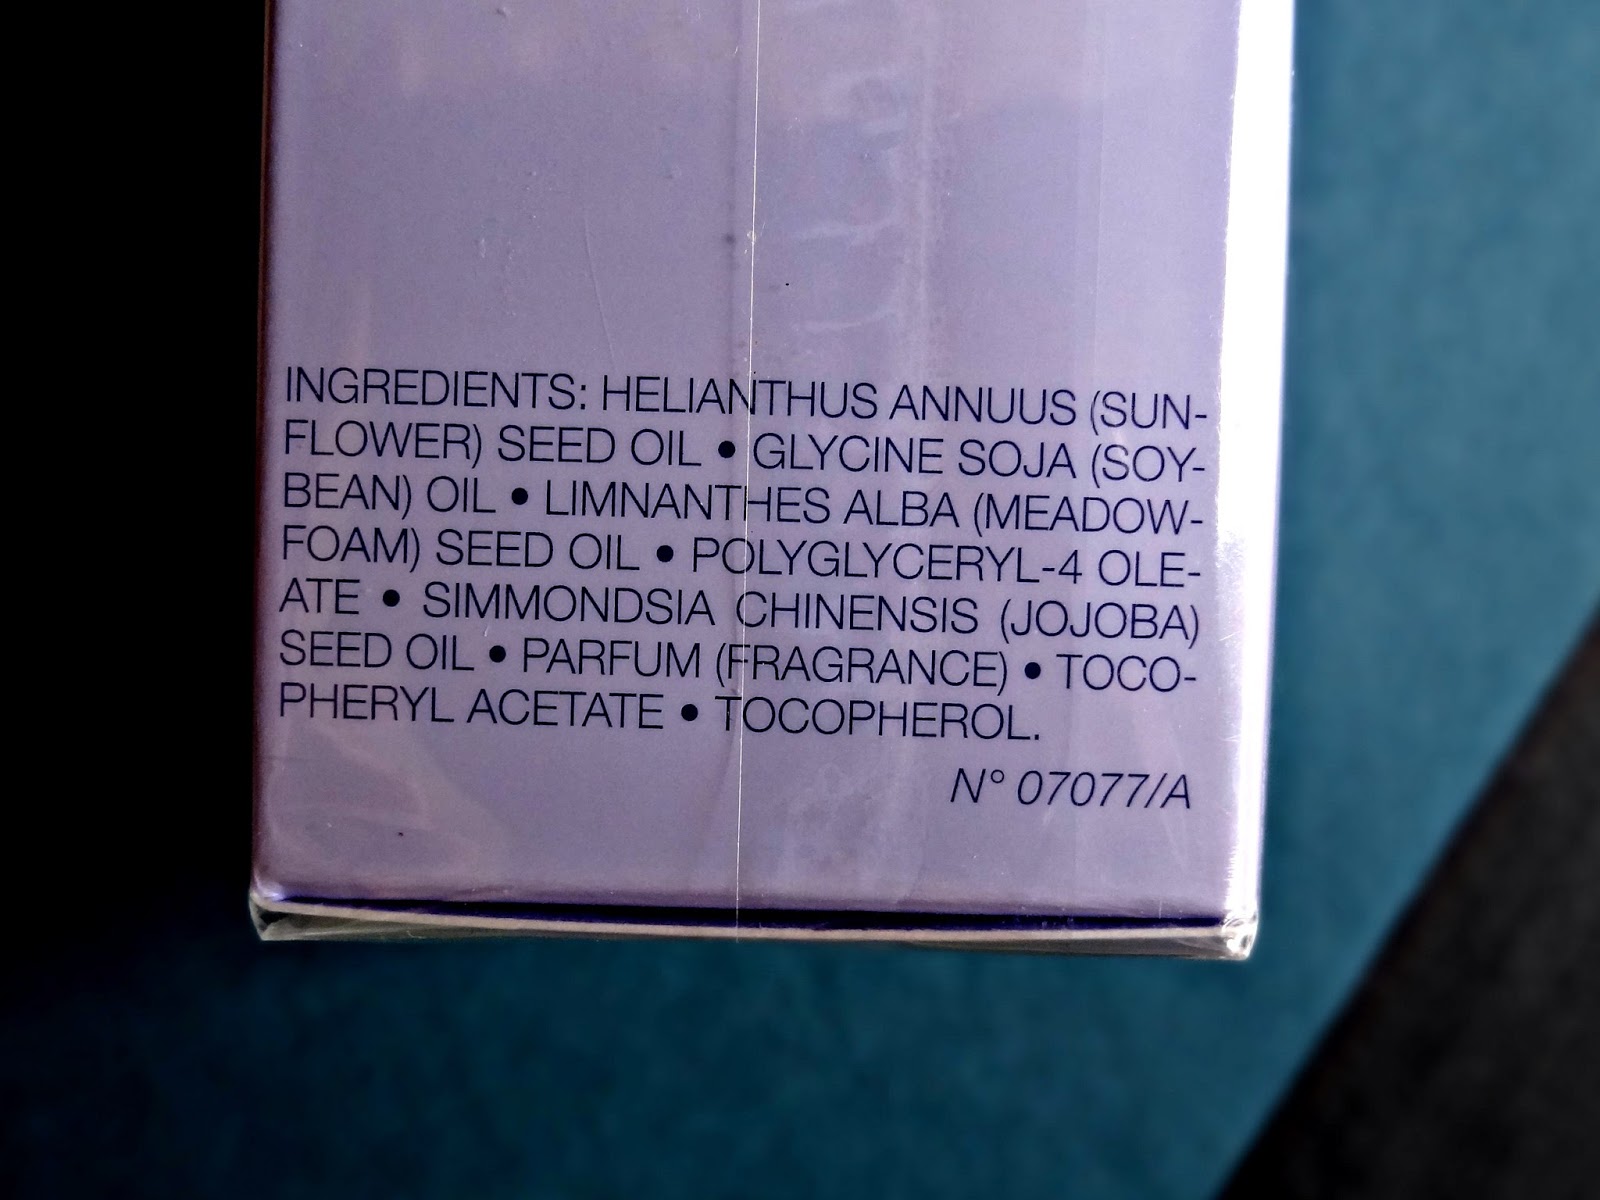 INGREDIENTS: HELIANTHUS ANNUUS (SUN-
FLOWER) SEED OIL • GLYCINE SOJA (SOY-
BEAN) OIL • LIMNANTHES ALBA (MEADOW-
FOAM) SEED OIL • POLYGLYCERYL-4 OLE-
ATE • SIMMONDSIA CHINENSIS (JOJOBA)
SEED OIL • PARFUM (FRAGRANCE) • TOCO-
PHERYL ACETATE • TOCOPHEROL.
N° 07077/A